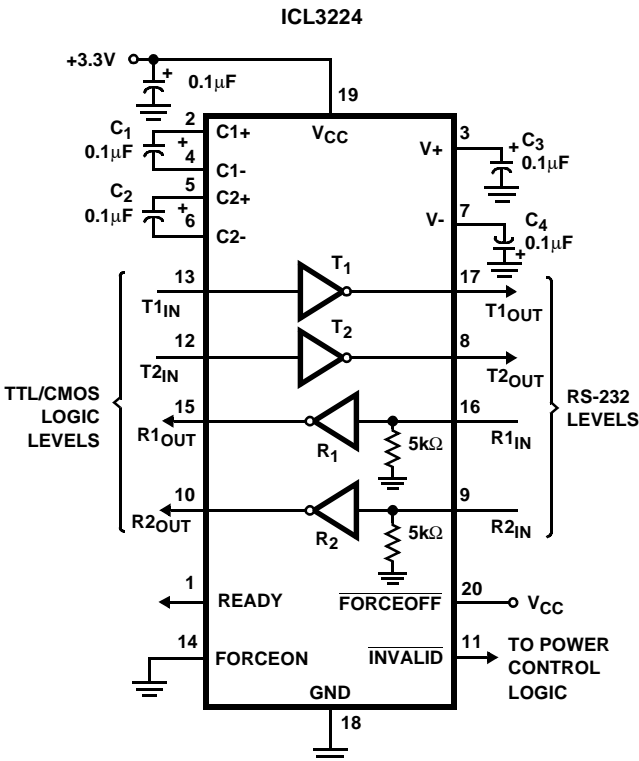 ICL3224
+3.3V
+
0.1μF
19
2
C1
0.1μF
+
4
C1+
C1-
VCC
5
C2
0.1μF
+
6
C2+
C2-
V+
3
+
C3
0.1μF
V-
7
C4
0.1μF
+
T1
13
T1IN
17
T1OUT
T2
12
T2IN
8
T2OUT
TTL/CMOS
LOGIC
LEVELS
RS-232
LEVELS
15
R1OUT
R1
5kΩ
16
R1IN
10
R2OUT
R2
5kΩ
9
R2IN
1
READY
FORCEOFF
20
VCC
14
FORCEON
INVALID
11
TO POWER
CONTROL
LOGIC
GND
18